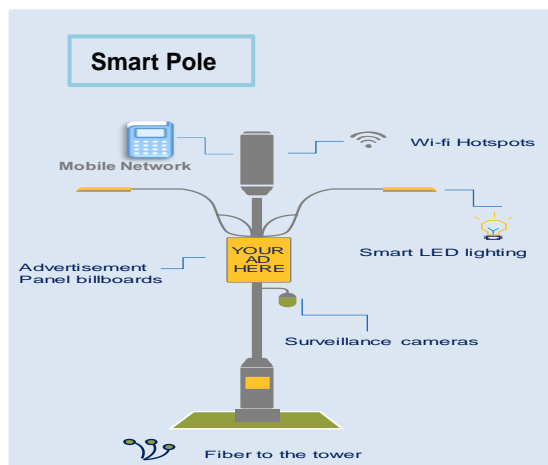 Smart Pole
Mobile Network
Wi-fi Hotspots
YOUR
AD
HERE
Smart LED lighting
Advertisement
Panel billboards
Surveillance cameras
Fiber to the tower